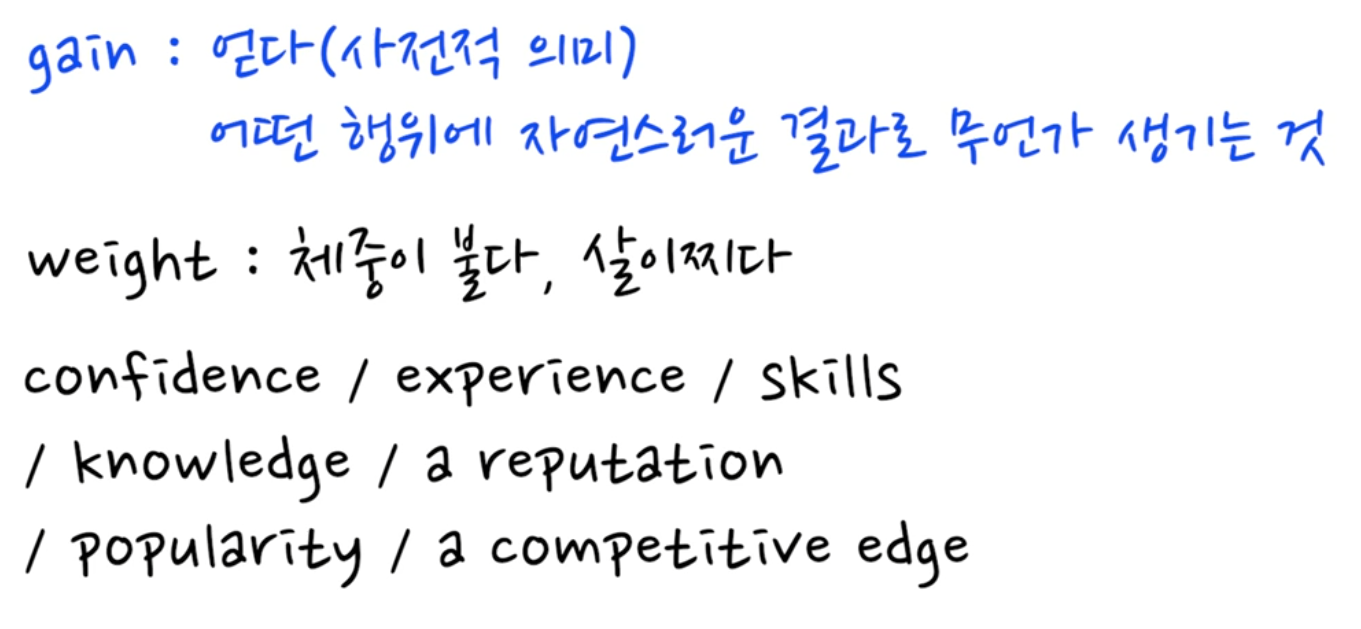 gain : 얻다(사전적 의미)
어떤 행위에 자연스러운 결과로 무언가 생기는 것
weight : 체중이 불다, 살이찌다
confidence / experience / skills
/ knowledge / a reputation
/ popularity / a competitive edge